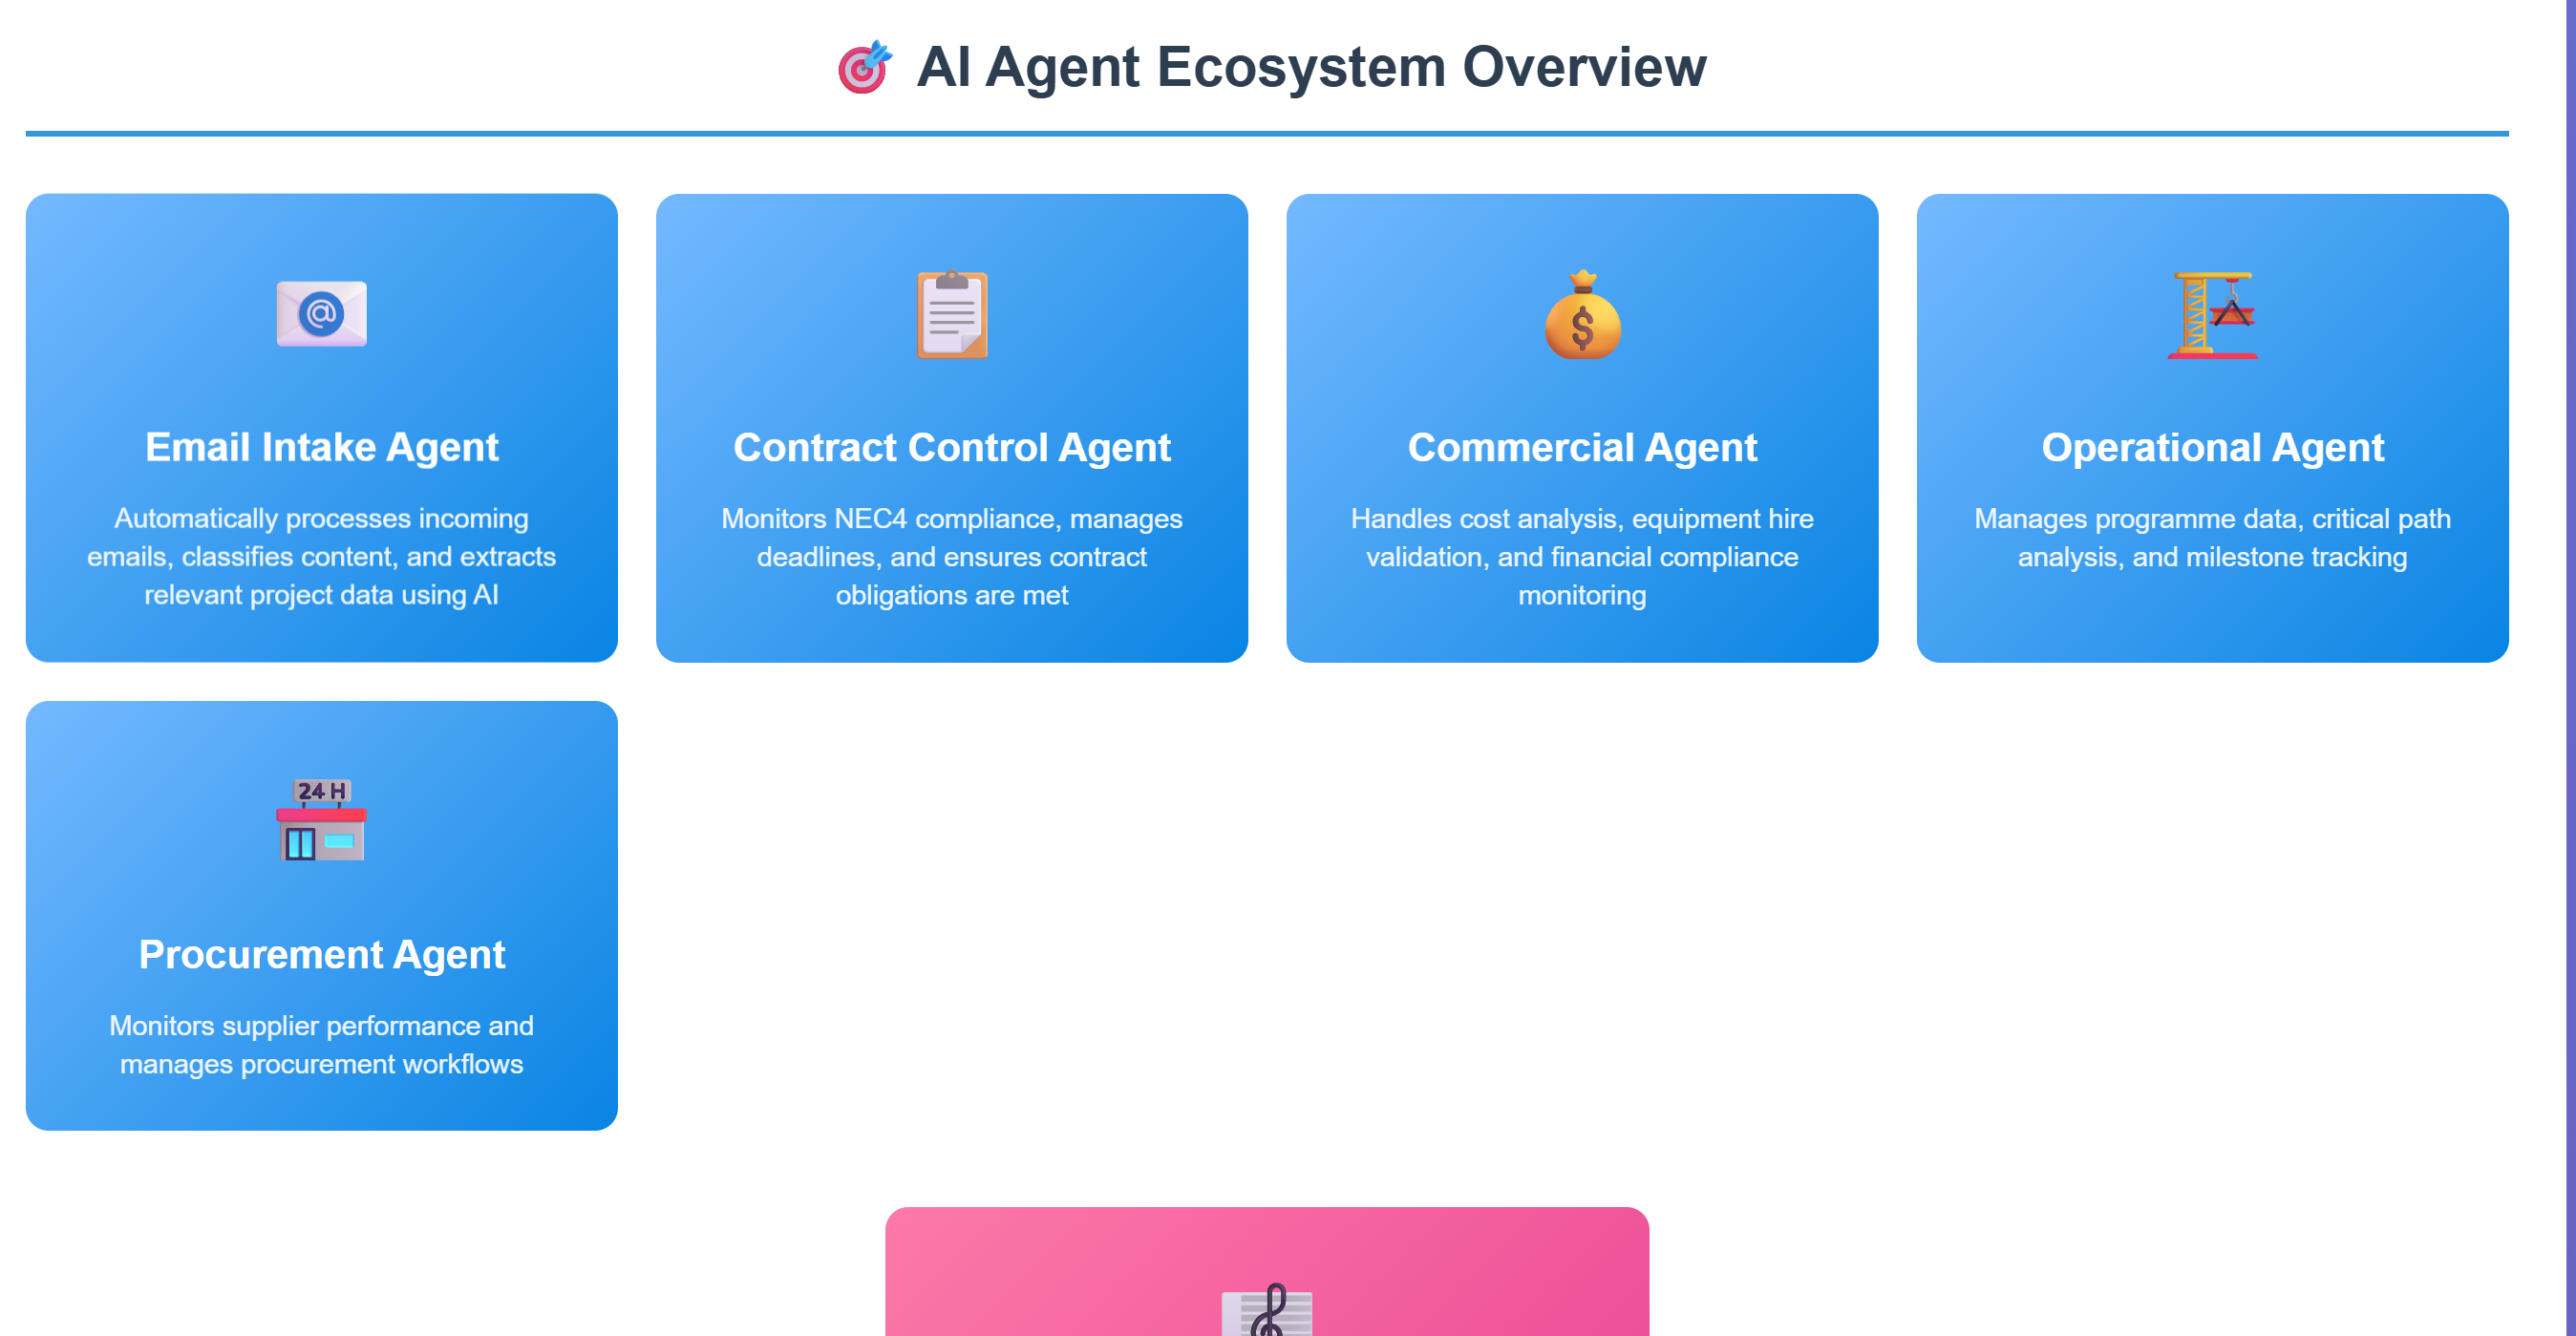 AI Agent Ecosystem Overview
@
Email Intake Agent
Automatically processes incoming
emails, classifies content, and extracts
relevant project data using AI
Contract Control Agent
Monitors NEC4 compliance, manages
deadlines, and ensures contract
obligations are met
$
Commercial Agent
Handles cost analysis, equipment hire
validation, and financial compliance
monitoring
Operational Agent
Manages programme data, critical path
analysis, and milestone tracking
24 H
Procurement Agent
Monitors supplier performance and
manages procurement workflows